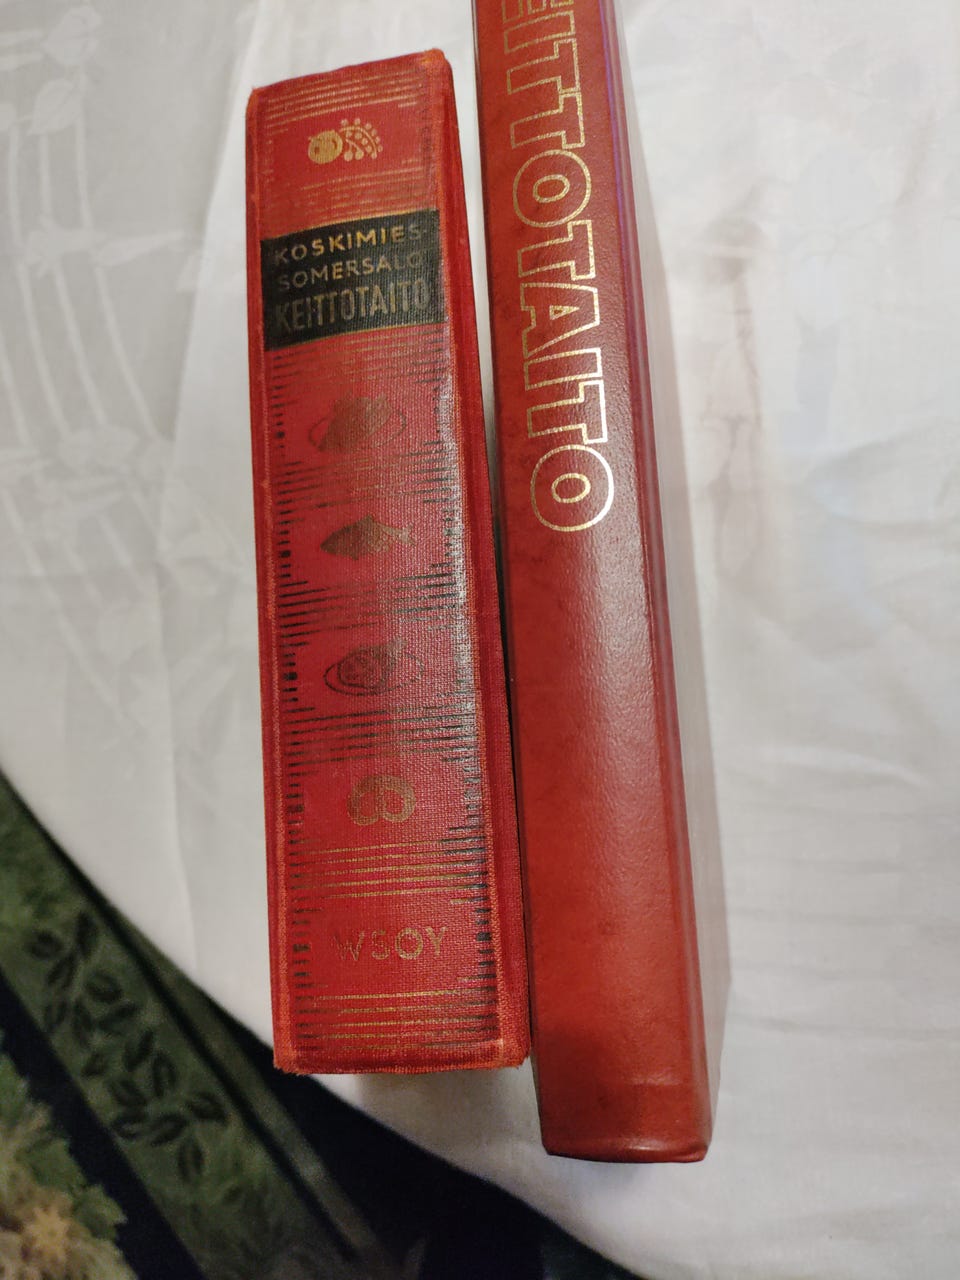 KOSKIMIES-
SOMERSALO
KEITTOTAITO
WSOY
EITTOTAITO